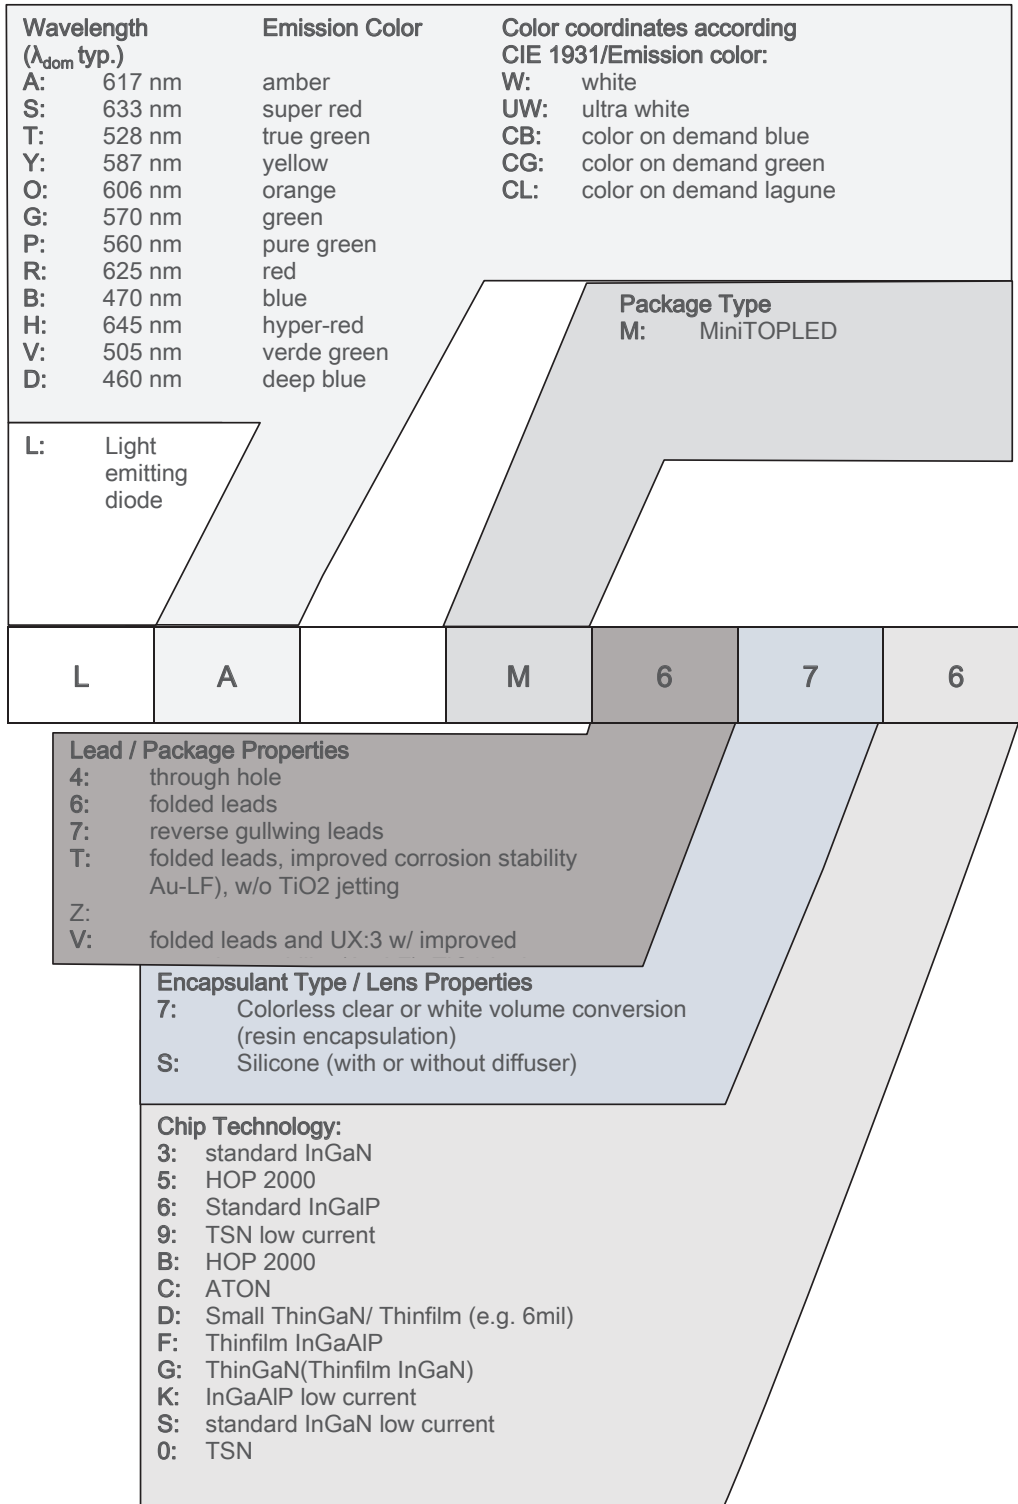 Wavelength Emission Color Color coordinates according
(λdom typ.) CIE 1931/Emission color:
A: 617 nm amber W: white
S: 633 nm super red UW: ultra white
T: 528 nm true green CB: color on demand blue
Y: 587 nm yellow CG: color on demand green
O: 606 nm orange CL: color on demand lagune
G: 570 nm green
P: 560 nm pure green
R: 625 nm red
B: 470 nm blue
H: 645 nm hyper-red
V: 505 nm verde green
D: 460 nm deep blue
Package Type
M: MiniTOPLED
L: Light
emitting
diode
L A M 6 7 6
Lead / Package Properties
4: through hole
6: folded leads
7: reverse gullwing leads
T: folded leads, improved corrosion stability
Au-LF), w/o TiO2 jetting
Z:
V: folded leads and UX:3 w/ improved
Encapsulant Type / Lens Properties
7: Colorless clear or white volume conversion
(resin encapsulation)
S: Silicone (with or without diffuser)
Chip Technology:
3: standard InGaN
5: HOP 2000
6: Standard InGalP
9: TSN low current
B: HOP 2000
C: ATON
D: Small ThinGaN/ Thinfilm (e.g. 6mil)
F: Thinfilm InGaAlP
G: ThinGaN(Thinfilm InGaN)
K: InGaAlP low current
S: standard InGaN low current
0: TSN